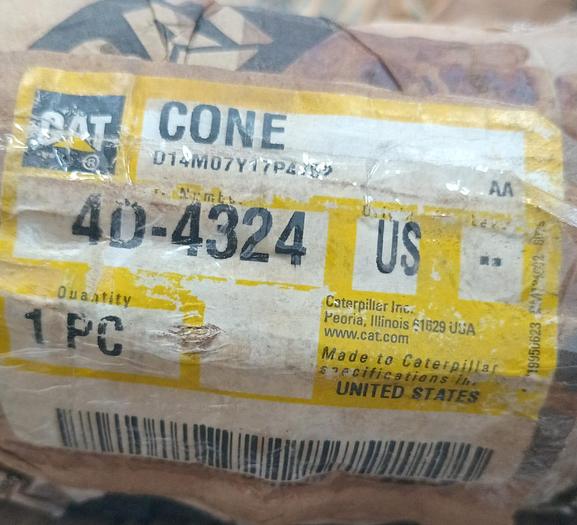 CAT ®
CONE
D14M07Y17P4
AA
4D-4324
US
--
Quantity
1 PC
Caterpillar Inc.
Peoria, Illinois 61629 USA
www.cat.com
Made to Caterpillar
specifications in:
UNITED STATES